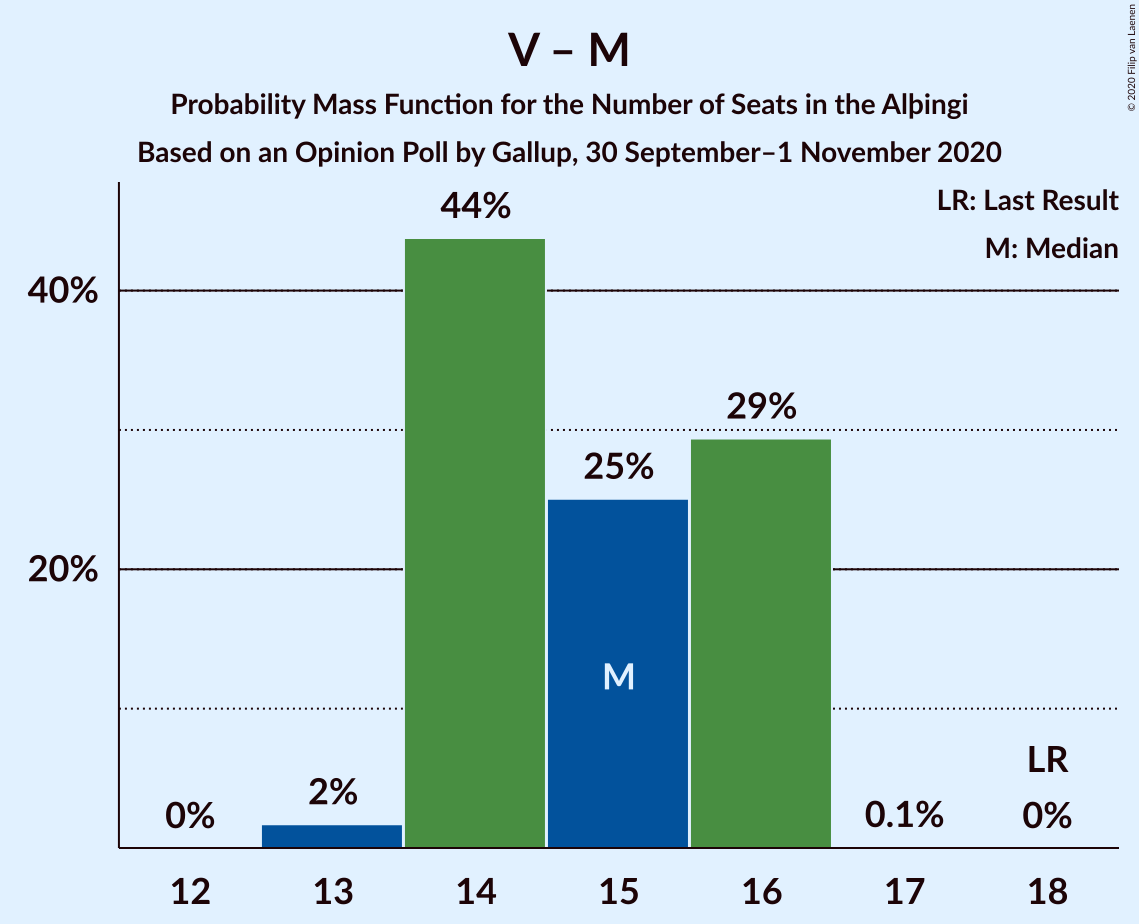 V – M
Probability Mass Function for the Number of Seats in the Alþingi
Based on an Opinion Poll by Gallup, 30 September–1 November 2020
© 2020 Filip van Laenen
LR: Last Result
M: Median
44%
40%
29%
25%
20%
M
LR
2%
0%
0.1%
0%
12 13 14 15 16 17 18